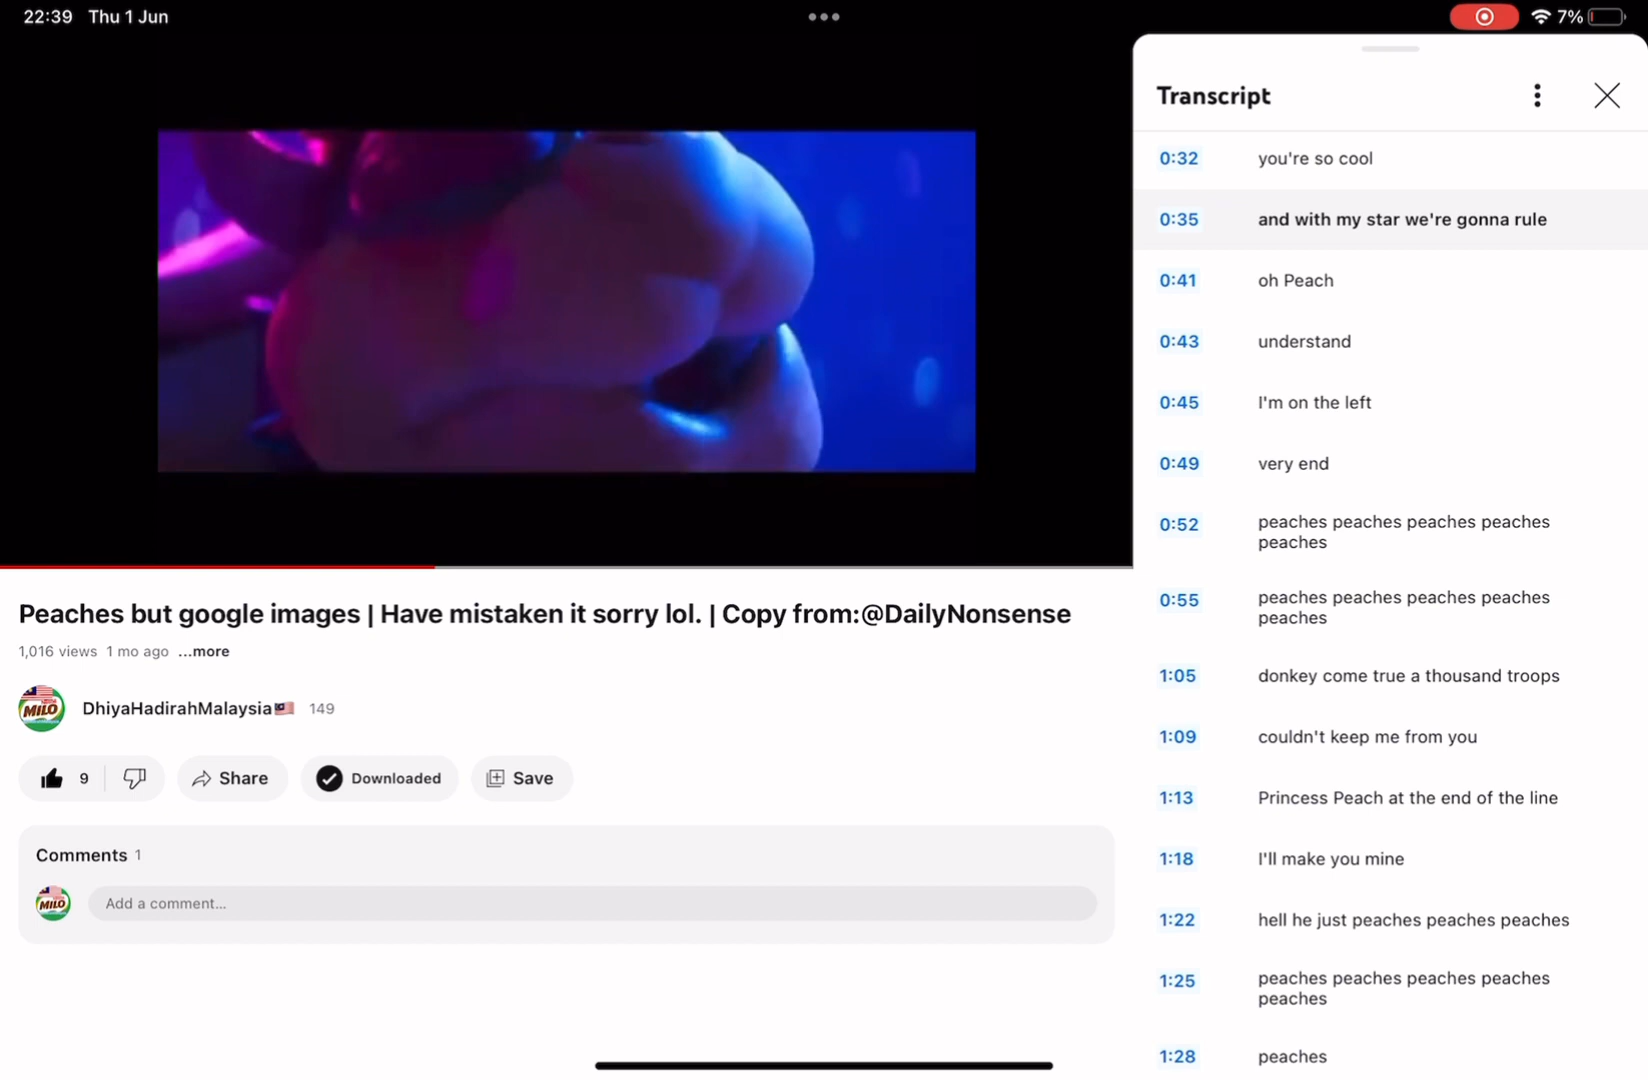 22:39 Thu 1 Jun
7%
Peaches but google images | Have mistaken it sorry lol. | Copy from:@DailyNonsense
1,016 views 1 mo ago ...more
MILO
DhiyaHadirahMalaysia🇲🇾 149
9
Share
Downloaded
Save
Comments 1
MILO
Add a comment...
Transcript
0:32 you're so cool
0:35 and with my star we're gonna rule
0:41 oh Peach
0:43 understand
0:45 I'm on the left
0:49 very end
0:52 peaches peaches peaches peaches
peaches
0:55 peaches peaches peaches peaches
peaches
1:05 donkey come true a thousand troops
1:09 couldn't keep me from you
1:13 Princess Peach at the end of the line
1:18 I'll make you mine
1:22 hell he just peaches peaches peaches
1:25 peaches peaches peaches peaches
peaches
1:28 peaches